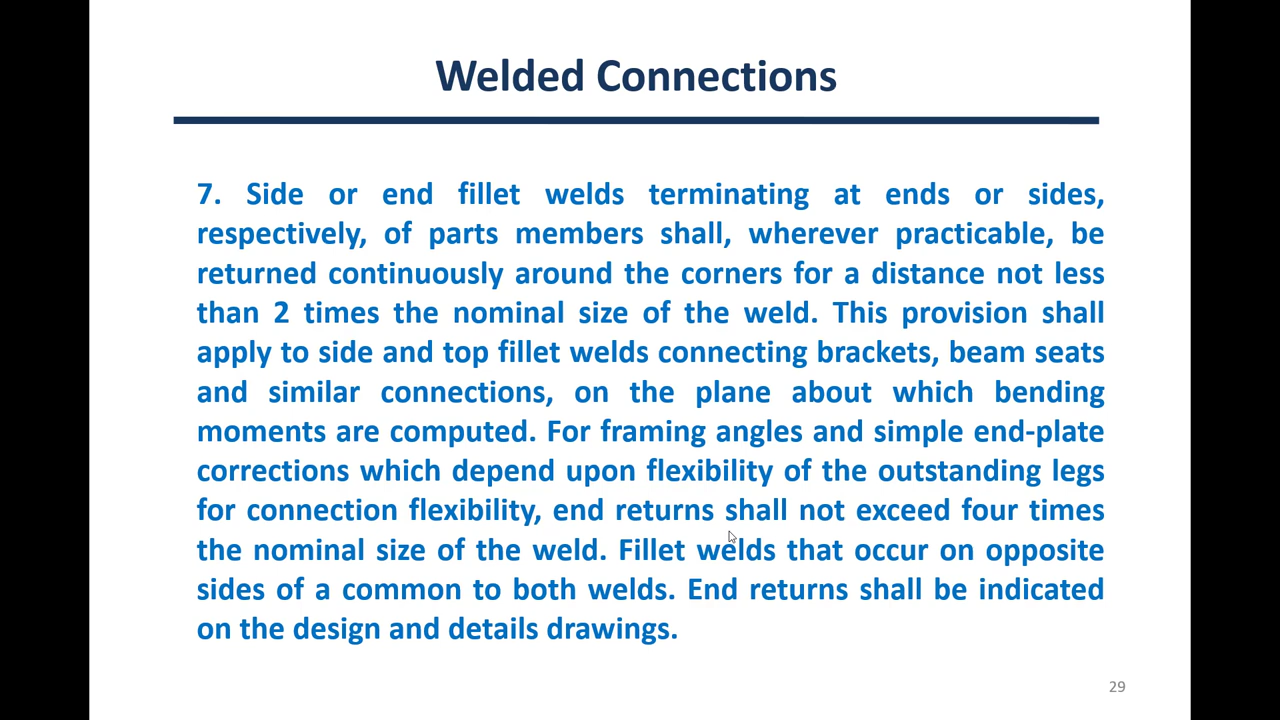 Welded Connections
7. Side or end fillet welds terminating at ends or sides,
respectively, of parts members shall, wherever practicable, be
returned continuously around the corners for a distance not less
than 2 times the nominal size of the weld. This provision shall
apply to side and top fillet welds connecting brackets, beam seats
and similar connections, on the plane about which bending
moments are computed. For framing angles and simple end-plate
corrections which depend upon flexibility of the outstanding legs
for connection flexibility, end returns shall not exceed four times
the nominal size of the weld. Fillet welds that occur on opposite
sides of a common to both welds. End returns shall be indicated
on the design and details drawings.
29